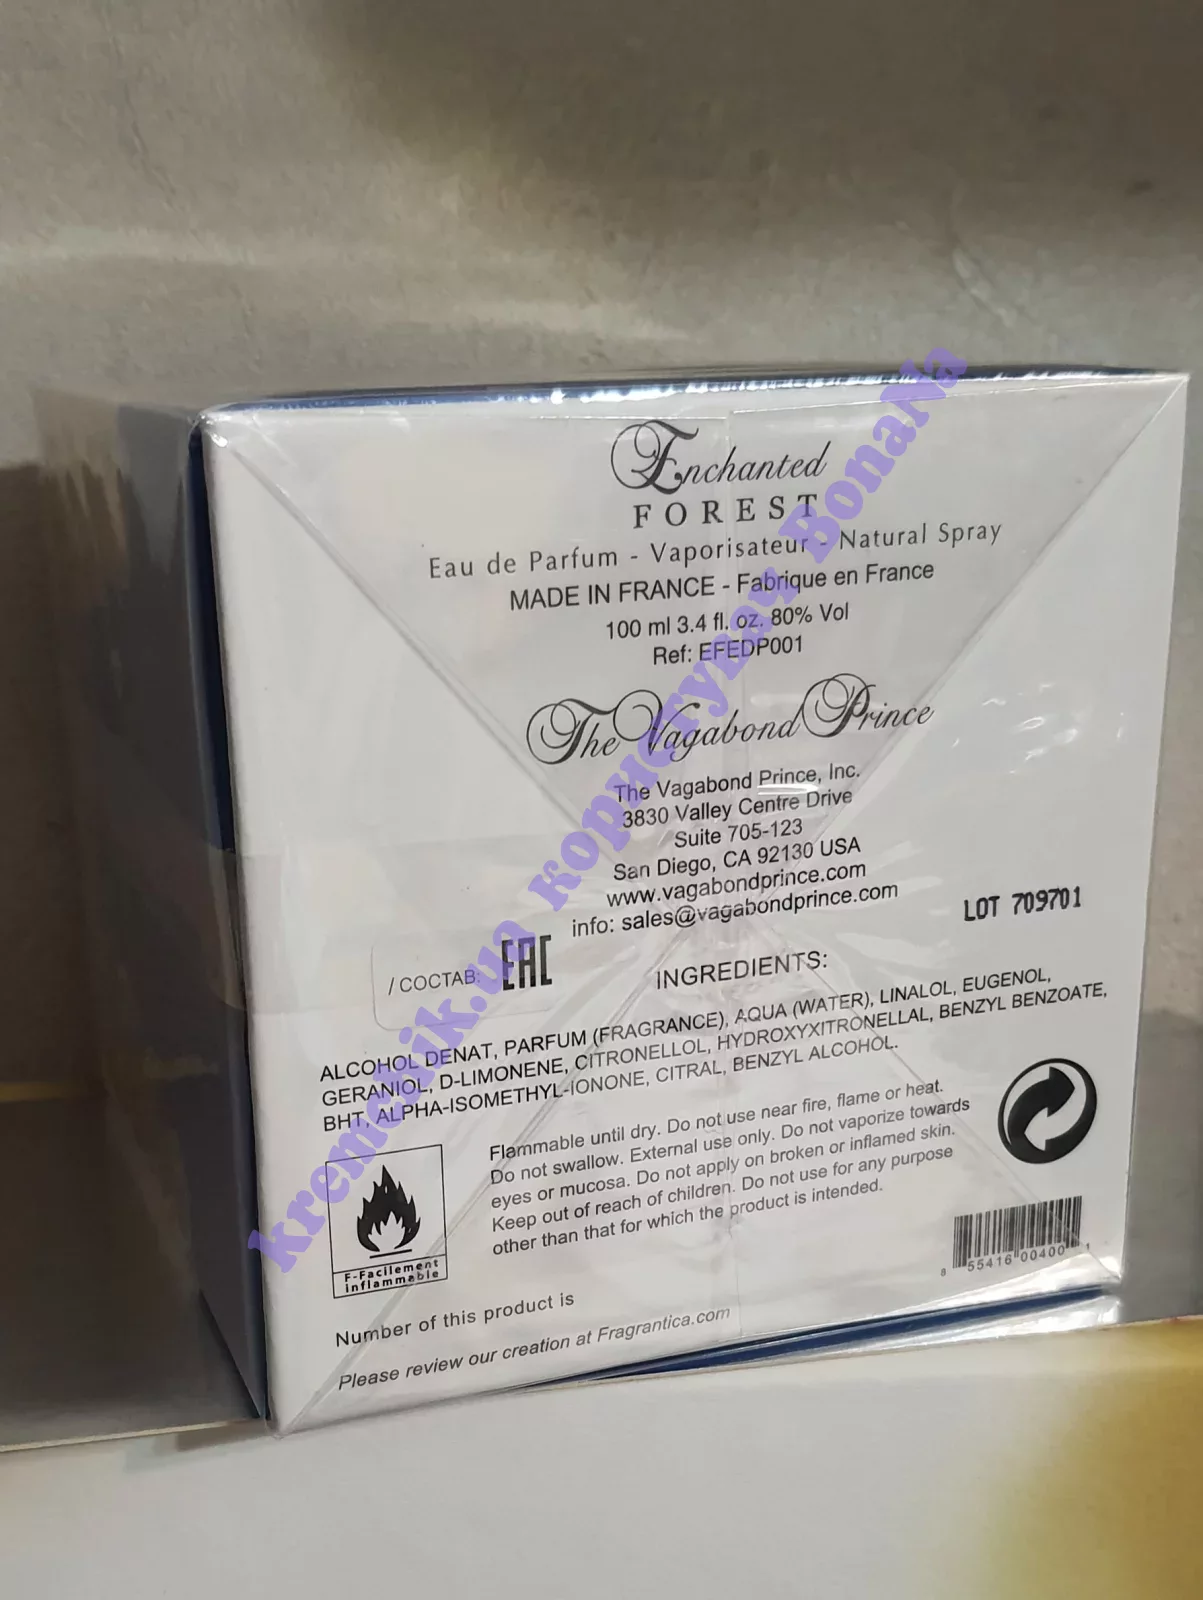 Enchanted
FOREST
Eau de Parfum - Vaporisateur - Natural Spray
MADE IN FRANCE - Fabrique en France
100 ml 3.4 fl. oz. 80% Vol
Ref: EFEDP001
The Vagabond Prince
The Vagabond Prince, Inc.
3830 Valley Centre Drive
Suite 705-123
San Diego, CA 92130 USA
www.vagabondprince.com
info: sales@vagabondprince.com
LOT 709701
/ СОСТАВ:
EAC
INGREDIENTS:
ALCOHOL DENAT, PARFUM (FRAGRANCE), AQUA (WATER), LINALOL, EUGENOL,
GERANIOL, D-LIMONENE, CITRONELLOL, HYDROXYXITRONELLAL, BENZYL BENZOATE,
BHT, ALPHA-ISOMETHYL-IONONE, CITRAL, BENZYL ALCOHOL.
Flammable until dry. Do not use near fire, flame or heat.
Do not swallow. External use only. Do not vaporize towards
eyes or mucosa. Do not apply on broken or inflamed skin.
Keep out of reach of children. Do not use for any purpose
other than that for which the product is intended.
F-Facilement
inflammable
8 55416 00400 1
Number of this product is
Please review our creation at Fragrantica.com
kremchik.ua користувач BonaNa